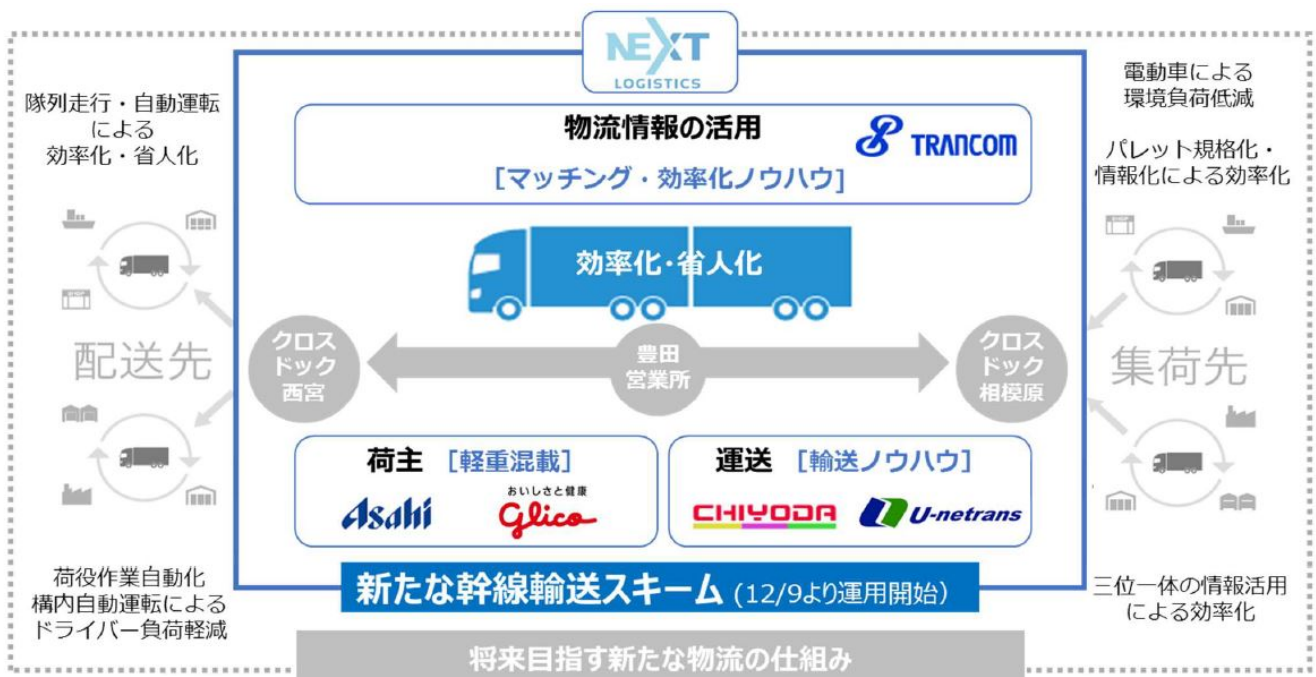 NEXT
LOGISTICS
隊列走行・自動運転
による
効率化・省人化
電動車による
環境負荷低減
パレット規格化・
情報化による効率化
物流情報の活用
TRANCOM
[マッチング・効率化ノウハウ]
効率化・省人化
SHOP
SHOP
配送先
クロス
ドック
西宮
豊田
営業所
クロス
ドック
相模原
集荷先
荷主 [軽重混載]
Asahi
おいしさと健康
Glico
運送 [輸送ノウハウ]
CHIYODA
U-netrans
荷役作業自動化
構内自動運転による
ドライバー負荷軽減
新たな幹線輸送スキーム (12/9より運用開始)
三位一体の情報活用
による効率化
将来目指す新たな物流の仕組み